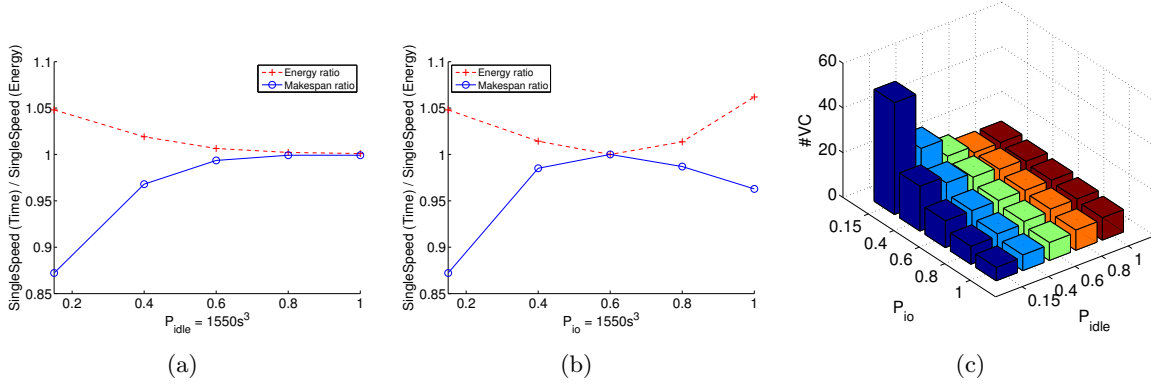 SingleSpeed (Time) / SingleSpeed (Energy)
1.1
1.05
1
0.95
0.9
0.85
Energy ratio
Makespan ratio
0.2 0.4 0.6 0.8 1
P_idle = 1550s^3
(a)
SingleSpeed (Time) / SingleSpeed (Energy)
1.1
1.05
1
0.95
0.9
0.85
Energy ratio
Makespan ratio
0.2 0.4 0.6 0.8 1
P_io = 1550s^3
(b)
#VC
60
40
20
0
0.15
0.4
0.6
0.8
1
P_io
0.15
0.4
0.6
0.8
1
P_idle
(c)